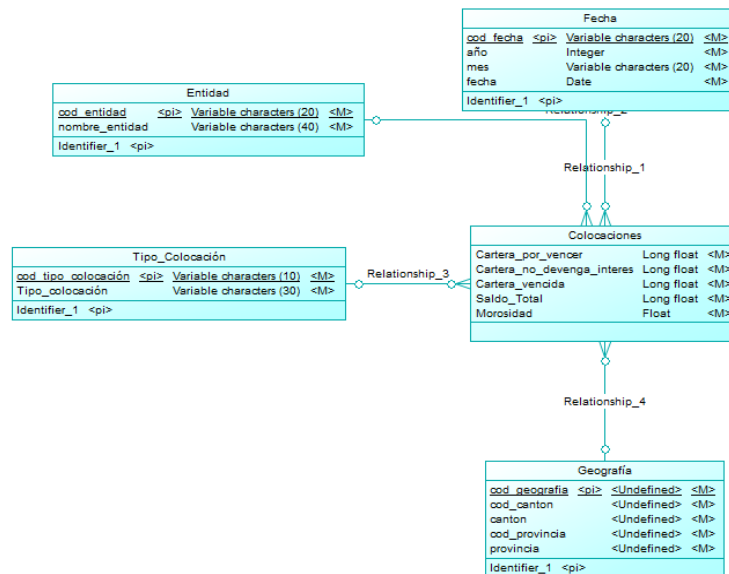 Fecha
cod_fecha <pi> Variable characters (20) <M>
año Integer <M>
mes Variable characters (20) <M>
fecha Date <M>
Identifier_1 <pi>
Entidad
cod_entidad <pi> Variable characters (20) <M>
nombre_entidad Variable characters (40) <M>
Identifier_1 <pi>
Relationship_2
Relationship_1
Colocaciones
Cartera_por_vencer Long float <M>
Cartera_no_devenga_interes Long float <M>
Cartera_vencida Long float <M>
Saldo_Total Long float <M>
Morosidad Float <M>
Tipo_Colocación
cod_tipo_colocación <pi> Variable characters (10) <M>
Tipo_colocación Variable characters (30) <M>
Identifier_1 <pi>
Relationship_3
Relationship_4
Geografía
cod_geografia <pi> <Undefined> <M>
cod_canton <Undefined> <M>
canton <Undefined> <M>
cod_provincia <Undefined> <M>
provincia <Undefined> <M>
Identifier_1 <pi>